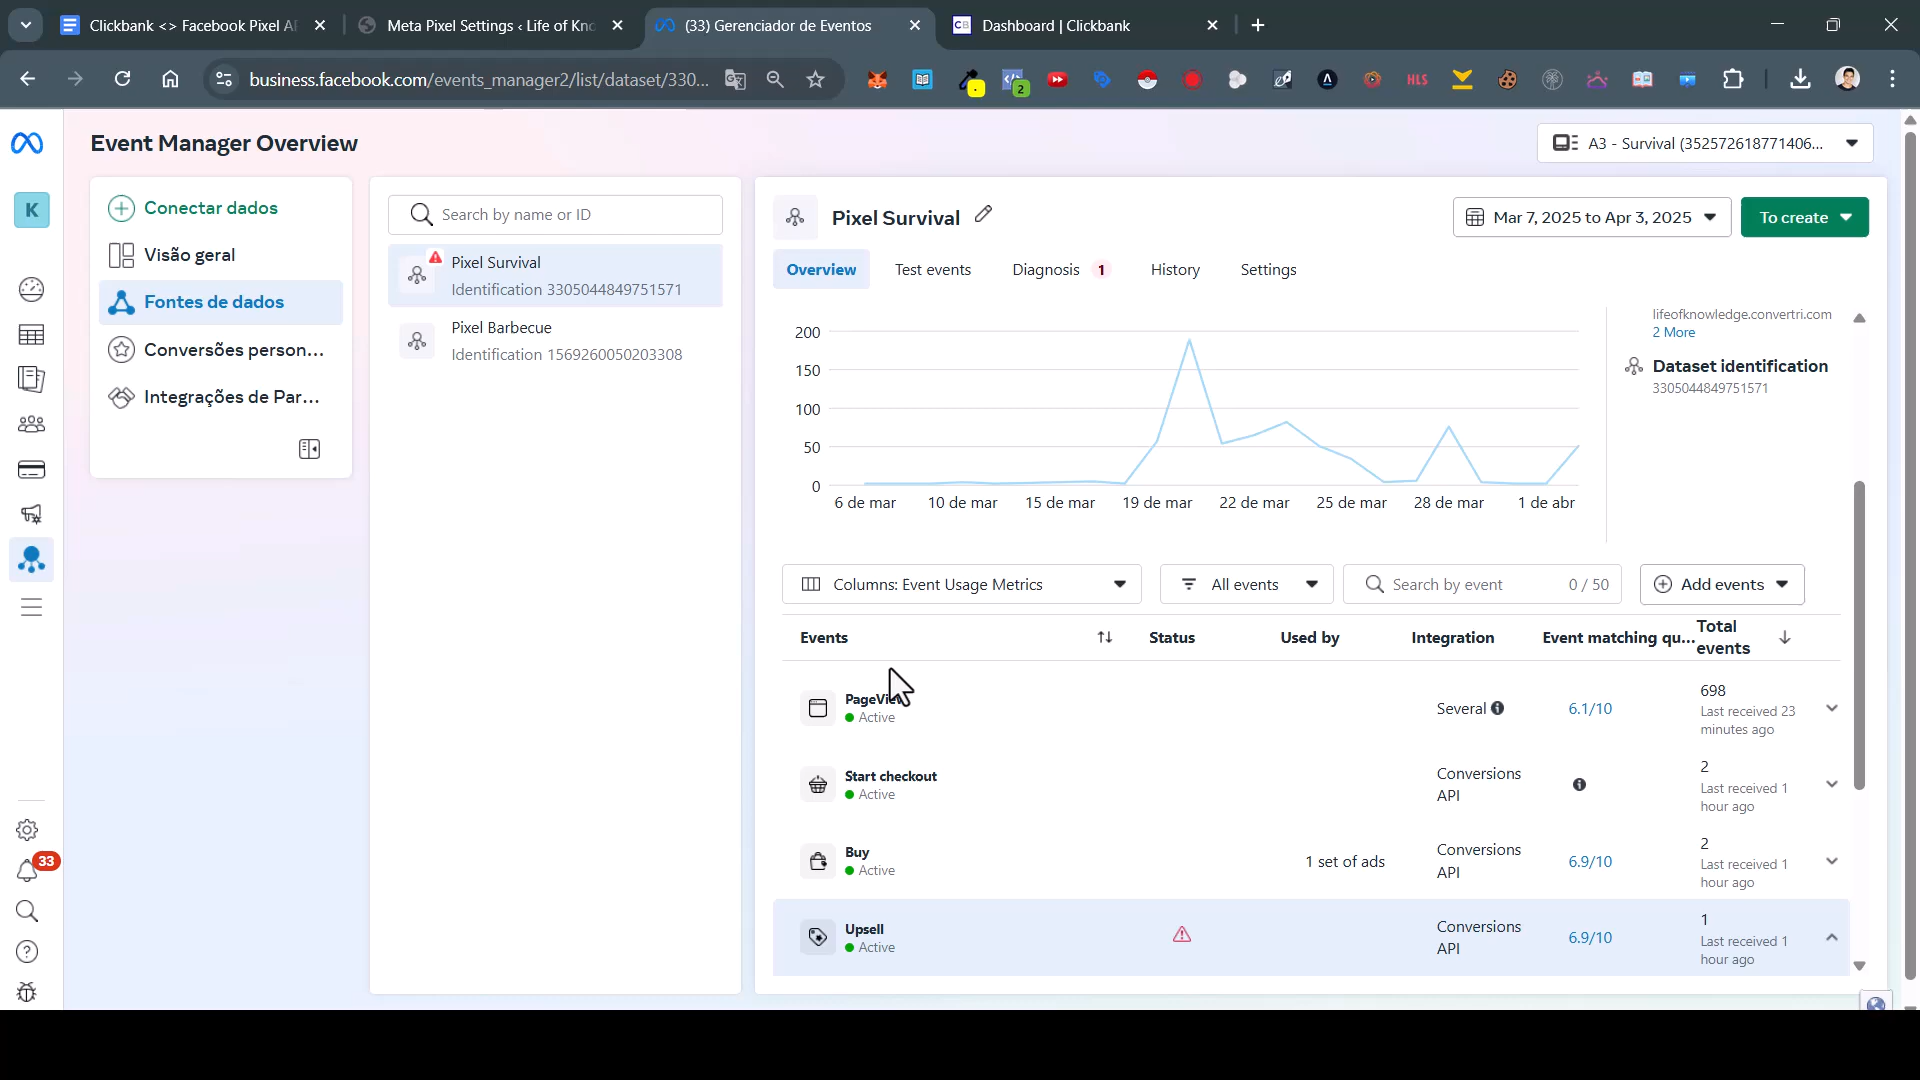 Clickbank <> Facebook Pixel
Meta Pixel Settings ‹ Life of Kno
(33) Gerenciador de Eventos
CB
Dashboard | Clickbank
business.facebook.com/events_manager2/list/dataset/330...
2
HLS
Event Manager Overview
A3 - Survival (352572618771406...
K
Conectar dados
Visão geral
Fontes de dados
Conversões person...
Integrações de Par...
Search by name or ID
Pixel Survival
Identification 3305044849751571
Pixel Barbecue
Identification 1569260050203308
Pixel Survival
Mar 7, 2025 to Apr 3, 2025
To create
Overview
Test events
Diagnosis 1
History
Settings
lifeofknowledge.convertri.com
2 More
Dataset identification
3305044849751571
200
150
100
50
0
6 de mar
10 de mar
15 de mar
19 de mar
22 de mar
25 de mar
28 de mar
1 de abr
Columns: Event Usage Metrics
All events
Search by event
0 / 50
Add events
Events
Status
Used by
Integration
Event matching qu...
Total events
PageVie
Active
Several
6.1/10
698
Last received 23 minutes ago
Start checkout
Active
Conversions API
2
Last received 1 hour ago
Buy
Active
1 set of ads
Conversions API
6.9/10
2
Last received 1 hour ago
Upsell
Active
Conversions API
6.9/10
1
Last received 1 hour ago
33